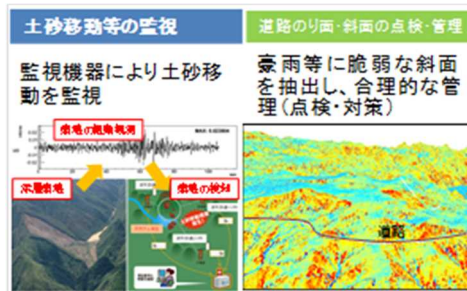 土砂移動等の監視
監視機器により土砂移
動を監視
崩壊の振動観測
深層崩壊
崩壊の検知
道路のり面・斜面の点検・管理
豪雨等に脆弱な斜面
を抽出し、合理的な管
理(点検・対策)
道路